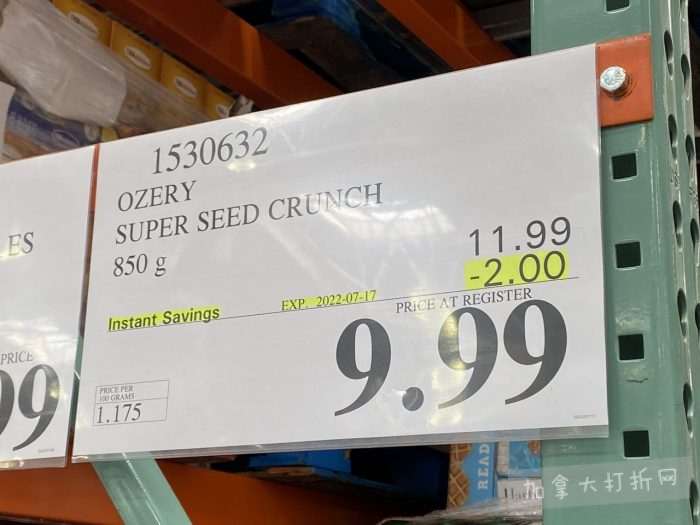 1530632
OZERY
SUPER SEED CRUNCH
850 g
11.99
-2.00
Instant Savings
EXP. 2022-07-17
PRICE AT REGISTER
9.99
PRICE PER
100 GRAMS
1.175
ES
PRICE
99
READ
加拿大打折网